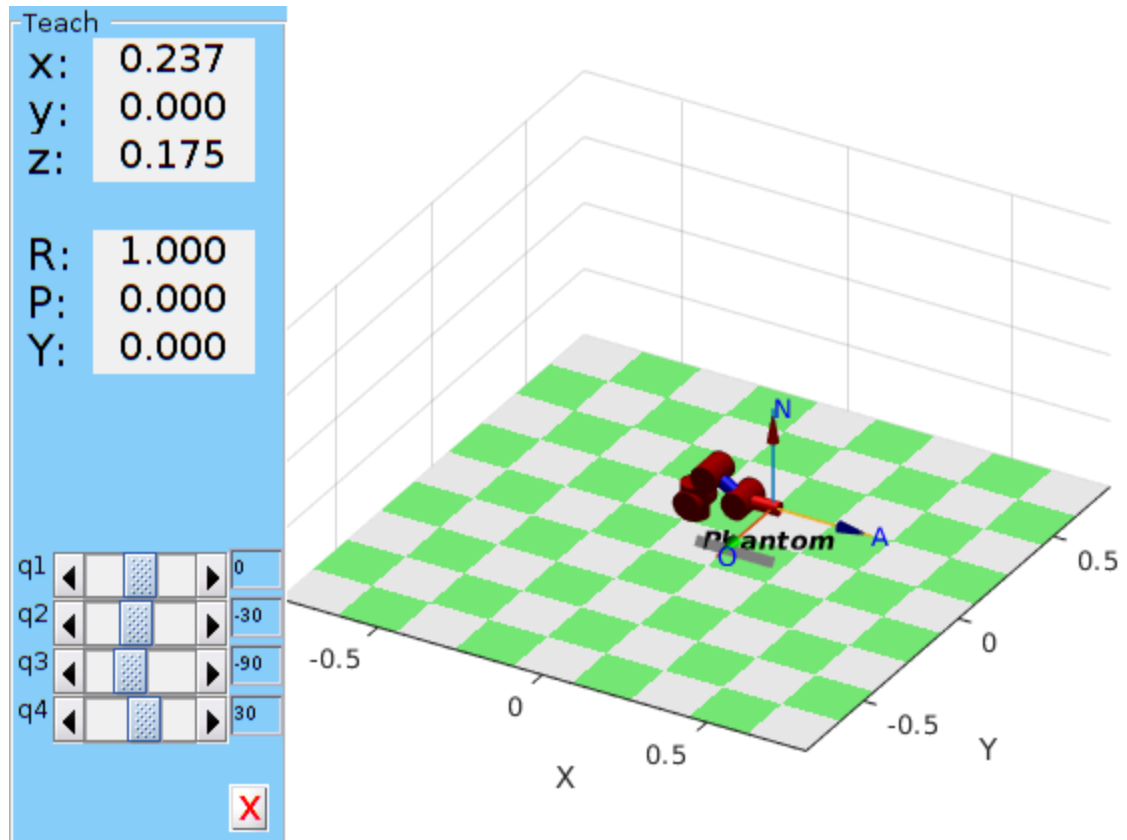 Teach
x: 0.237
y: 0.000
z: 0.175
R: 1.000
P: 0.000
Y: 0.000
q1 0
q2 -30
q3 -90
q4 30
X
N
A
O
Phantom
-0.5
0
0.5
X
-0.5
0
0.5
Y